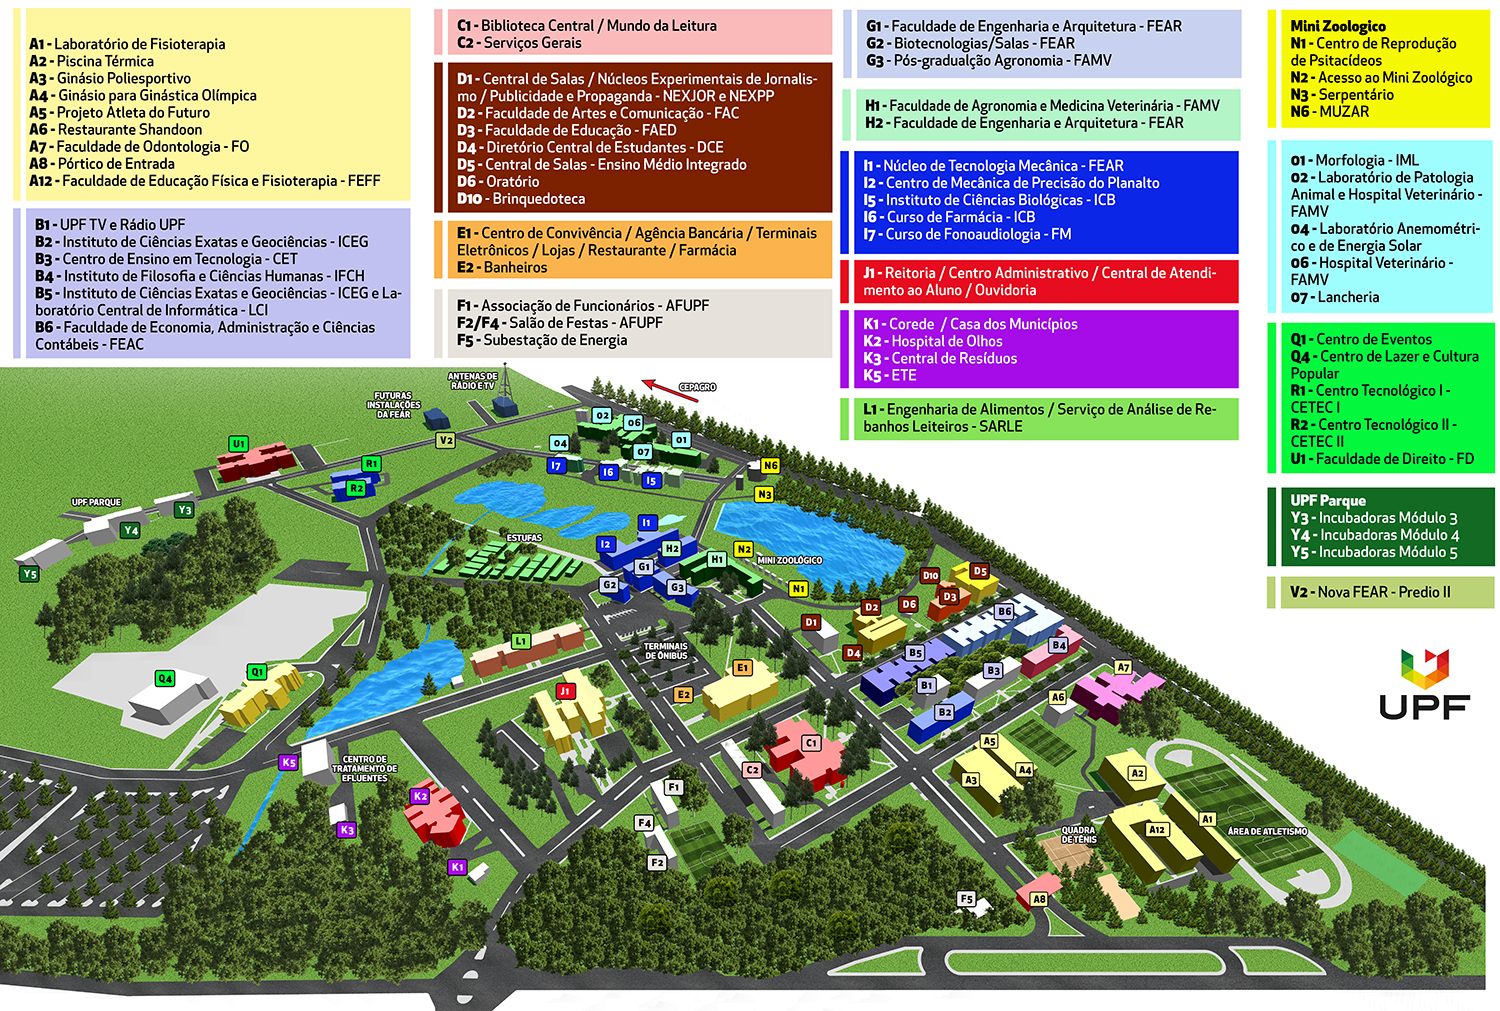 A1 - Laboratório de Fisioterapia
A2 - Piscina Térmica
A3 - Ginásio Poliesportivo
A4 - Ginásio para Ginástica Olímpica
A5 - Projeto Atleta do Futuro
A6 - Restaurante Shandoon
A7 - Faculdade de Odontologia - FO
A8 - Pórtico de Entrada
A12 - Faculdade de Educação Física e Fisioterapia - FEFF
B1 - UPF TV e Rádio UPF
B2 - Instituto de Ciências Exatas e Geociências - ICEG
B3 - Centro de Ensino em Tecnologia - CET
B4 - Instituto de Filosofia e Ciências Humanas - IFCH
B5 - Instituto de Ciências Exatas e Geociências - ICEG e La-
boratório Central de Informática - LCI
B6 - Faculdade de Economia, Administração e Ciências
Contábeis - FEAC
C1 - Biblioteca Central / Mundo da Leitura
C2 - Serviços Gerais
D1 - Central de Salas / Núcleos Experimentais de Jornalis-
mo / Publicidade e Propaganda - NEXJOR e NEXPP
D2 - Faculdade de Artes e Comunicação - FAC
D3 - Faculdade de Educação - FAED
D4 - Diretório Central de Estudantes - DCE
D5 - Central de Salas - Ensino Médio Integrado
D6 - Oratório
D10 - Brinquedoteca
E1 - Centro de Convivência / Agência Bancária / Terminais
Eletrônicos / Lojas / Restaurante / Farmácia
E2 - Banheiros
F1 - Associação de Funcionários - AFUPF
F2/F4 - Salão de Festas - AFUPF
F5 - Subestação de Energia
G1 - Faculdade de Engenharia e Arquitetura - FEAR
G2 - Biotecnologias/Salas - FEAR
G3 - Pós-gradualção Agronomia - FAMV
H1 - Faculdade de Agronomia e Medicina Veterinária - FAMV
H2 - Faculdade de Engenharia e Arquitetura - FEAR
I1 - Núcleo de Tecnologia Mecânica - FEAR
I2 - Centro de Mecânica de Precisão do Planalto
I5 - Instituto de Ciências Biológicas - ICB
I6 - Curso de Farmácia - ICB
I7 - Curso de Fonoaudiologia - FM
J1 - Reitoria / Centro Administrativo / Central de Atendi-
mento ao Aluno / Ouvidoria
K1 - Corede / Casa dos Municípios
K2 - Hospital de Olhos
K3 - Central de Resíduos
K5 - ETE
L1 - Engenharia de Alimentos / Serviço de Análise de Re-
banhos Leiteiros - SARLE
Mini Zoologico
N1 - Centro de Reprodução
de Psitacídeos
N2 - Acesso ao Mini Zoológico
N3 - Serpentário
N6 - MUZAR
O1 - Morfologia - IML
O2 - Laboratório de Patologia
Animal e Hospital Veterinário -
FAMV
O4 - Laboratório Anemométri-
co e de Energia Solar
O6 - Hospital Veterinário -
FAMV
O7 - Lancheria
Q1 - Centro de Eventos
Q4 - Centro de Lazer e Cultura
Popular
R1 - Centro Tecnológico I -
CETEC I
R2 - Centro Tecnológico II -
CETEC II
U1 - Faculdade de Direito - FD
UPF Parque
Y3 - Incubadoras Módulo 3
Y4 - Incubadoras Módulo 4
Y5 - Incubadoras Módulo 5
V2 - Nova FEAR - Predio II
UPF
ANTENAS DE
RÁDIO E TV
CEPAGRO
FUTURAS
INSTALAÇÕES
DA FEAR
O2
O6
V2
O1
O4
U1
O7
R1
I7
I6
I5
N6
R2
N3
UPF PARQUE
Y3
Y4
I1
ESTUFAS
I2
H2
N2
H1
MINI ZOOLÓGICO
Y5
G1
G2
G3
N1
D10
D5
D3
D6
D2
B6
D1
L1
TERMINAIS
DE ÔNIBUS
D4
B5
B4
E1
A7
B3
Q4
Q1
B1
J1
E2
A6
B2
C1
A5
K5
CENTRO DE
TRATAMENTO DE
EFLUENTES
C2
A4
A2
A3
F1
K2
F4
A1
K3
QUADRA
DE TÊNIS
A12
ÁREA DE ATLETISMO
F2
K1
F5
A8